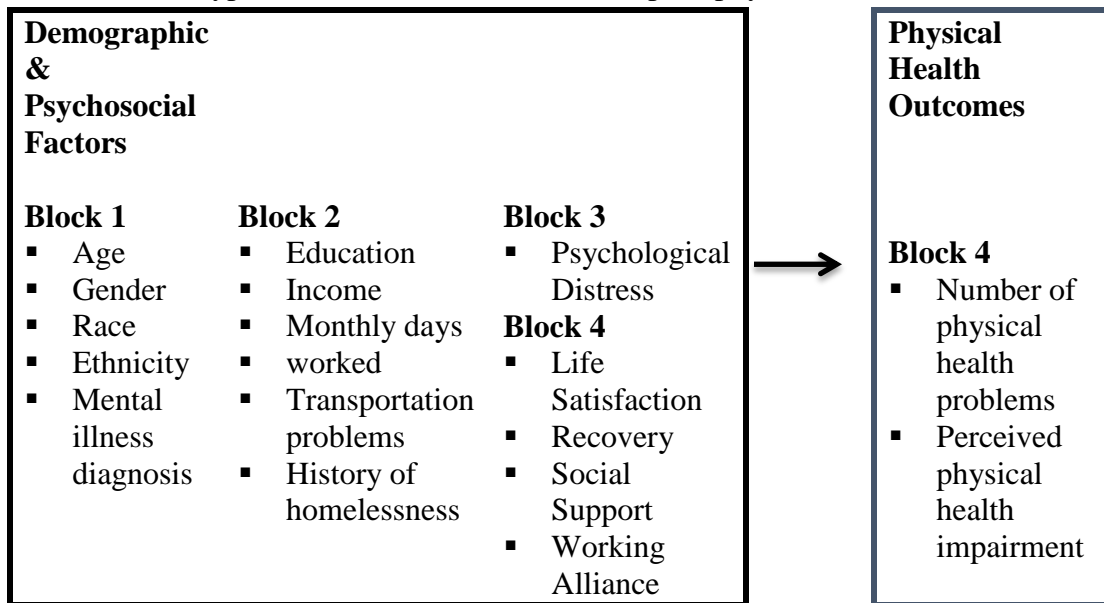 Demographic
&
Psychosocial
Factors
Block 1
▪ Age
▪ Gender
▪ Race
▪ Ethnicity
▪ Mental
illness
diagnosis
Block 2
▪ Education
▪ Income
▪ Monthly days
▪ worked
▪ Transportation
problems
▪ History of
homelessness
Block 3
▪ Psychological
Distress
Block 4
▪ Life
Satisfaction
▪ Recovery
▪ Social
Support
▪ Working
Alliance
Physical
Health
Outcomes
Block 4
▪ Number of
physical
health
problems
▪ Perceived
physical
health
impairment